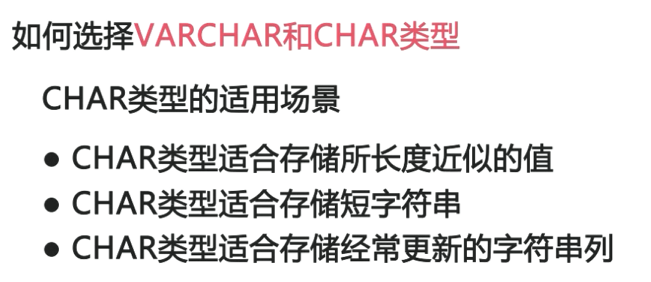 如何选择VARCHAR和CHAR类型
CHAR类型的适用场景
● CHAR类型适合存储所长度近似的值
● CHAR类型适合存储短字符串
● CHAR类型适合存储经常更新的字符串列